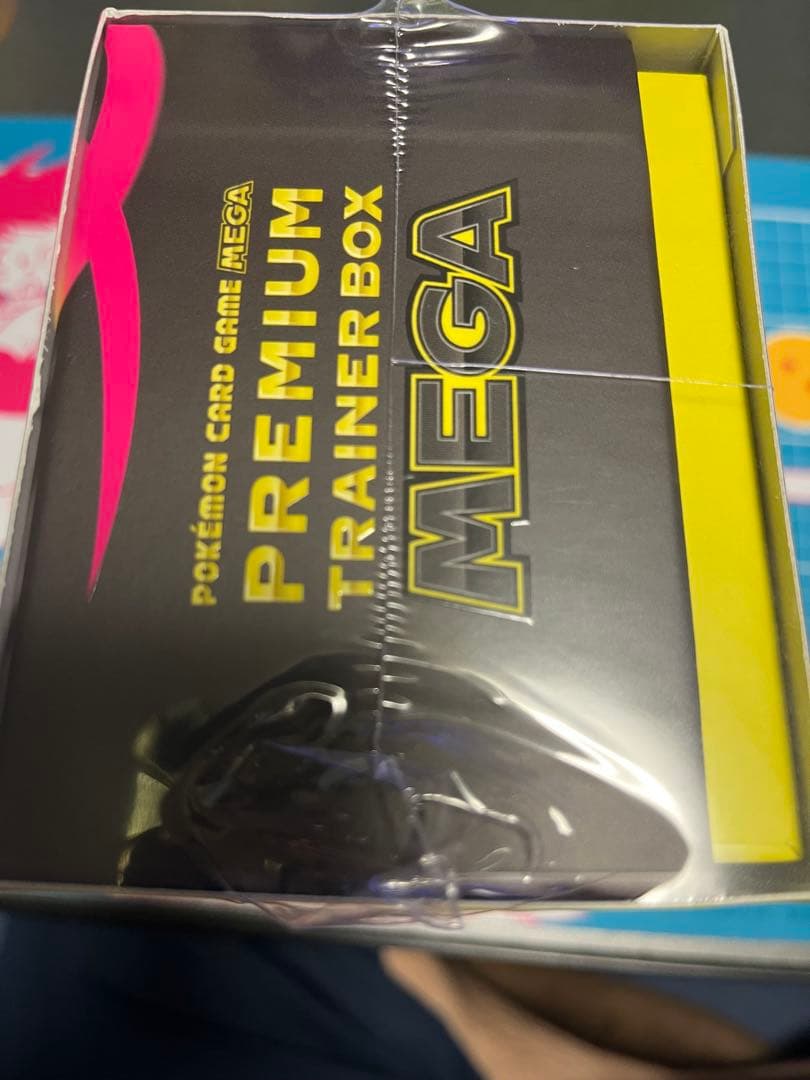 POKÉMON CARD GAME MEGA
PREMIUM
TRAINER BOX
MEGA